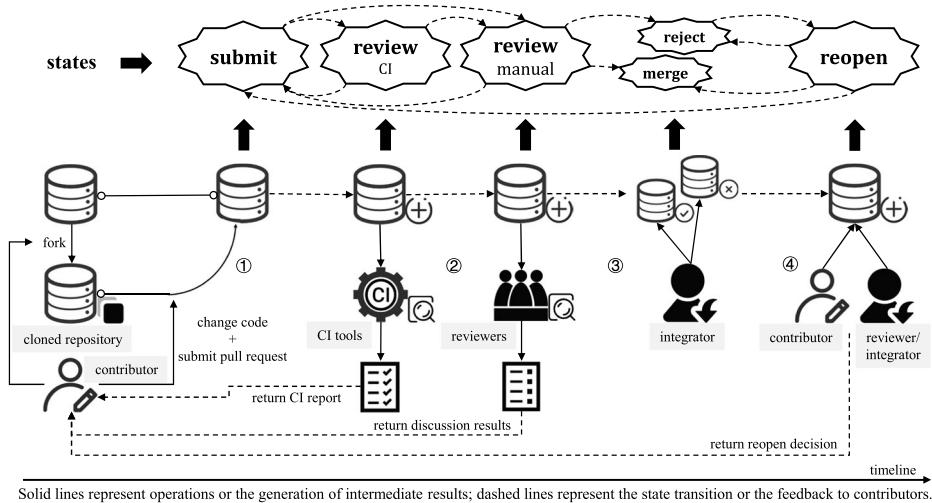 submit
review
CI
review
manual
reject
merge
reopen
states
fork
①
②
③
④
CI
cloned repository
change code
+
submit pull request
CI tools
reviewers
integrator
contributor
reviewer/
integrator
contributor
return CI report
return discussion results
return reopen decision
timeline
Solid lines represent operations or the generation of intermediate results; dashed lines represent the state transition or the feedback to contributors.